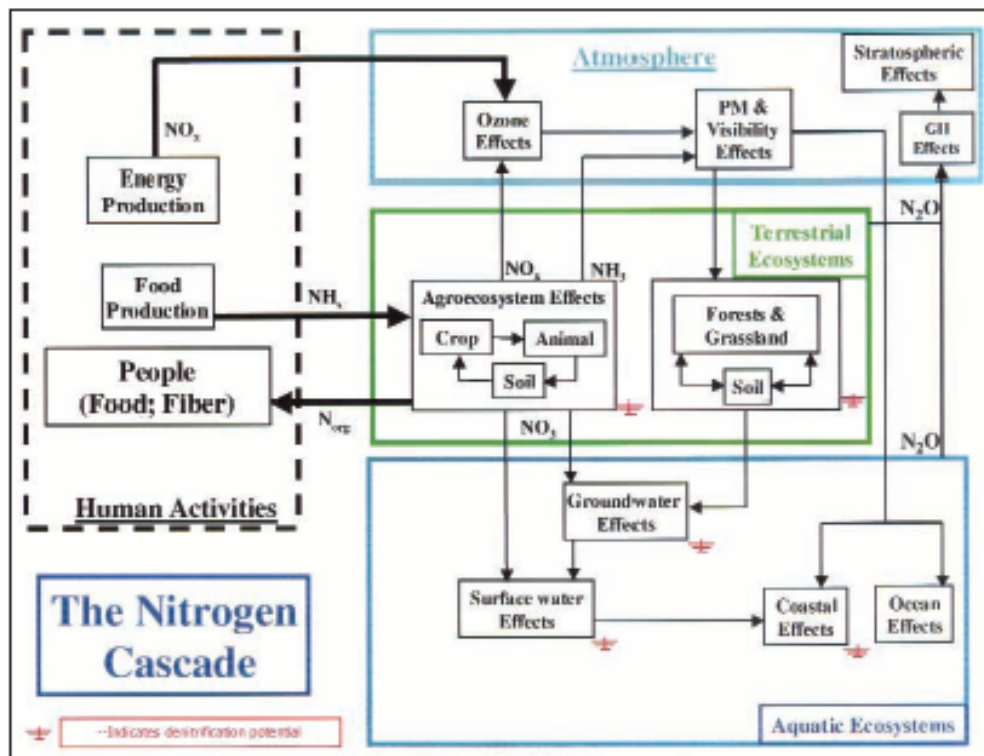 Atmosphere
Stratospheric
Effects
NOx
Ozone
Effects
PM &
Visibility
Effects
GH
Effects
Energy
Production
N2O
Terrestrial
Ecosystems
NOx
NH3
Food
Production
NHx
Agroecosystem Effects
Crop
Animal
Soil
Forests &
Grassland
Soil
People
(Food; Fiber)
Norg
NO3
N2O
Human Activities
Groundwater
Effects
The Nitrogen
Cascade
Surface water
Effects
Coastal
Effects
Ocean
Effects
--Indicates denitrification potential
Aquatic Ecosystems